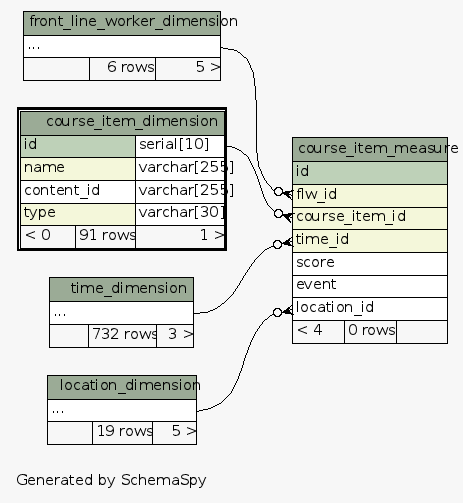 front_line_worker_dimension
...
6 rows 5 >
course_item_dimension
id serial[10]
name varchar[255]
content_id varchar[255]
type varchar[30]
< 0 91 rows 1 >
time_dimension
...
732 rows 3 >
location_dimension
...
19 rows 5 >
course_item_measure
id
flw_id
course_item_id
time_id
score
event
location_id
< 4 0 rows
Generated by SchemaSpy